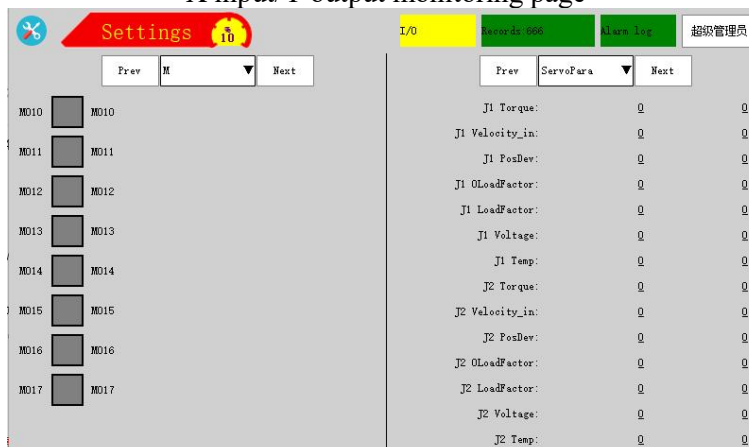 X input/Y output monitoring page
Settings 10 I/0 Records:666 Alarm log 超级管理员
Prev M Next Prev ServoPara Next
M010 M010
M011 M011
M012 M012
M013 M013
M014 M014
M015 M015
M016 M016
M017 M017
J1 Torque: 0 0
J1 Velocity_in: 0 0
J1 PosDev: 0 0
J1 OLoadFactor: 0 0
J1 LoadFactor: 0 0
J1 Voltage: 0 0
J1 Temp: 0 0
J2 Torque: 0 0
J2 Velocity_in: 0 0
J2 PosDev: 0 0
J2 OLoadFactor: 0 0
J2 LoadFactor: 0 0
J2 Voltage: 0 0
J2 Temp: 0 0